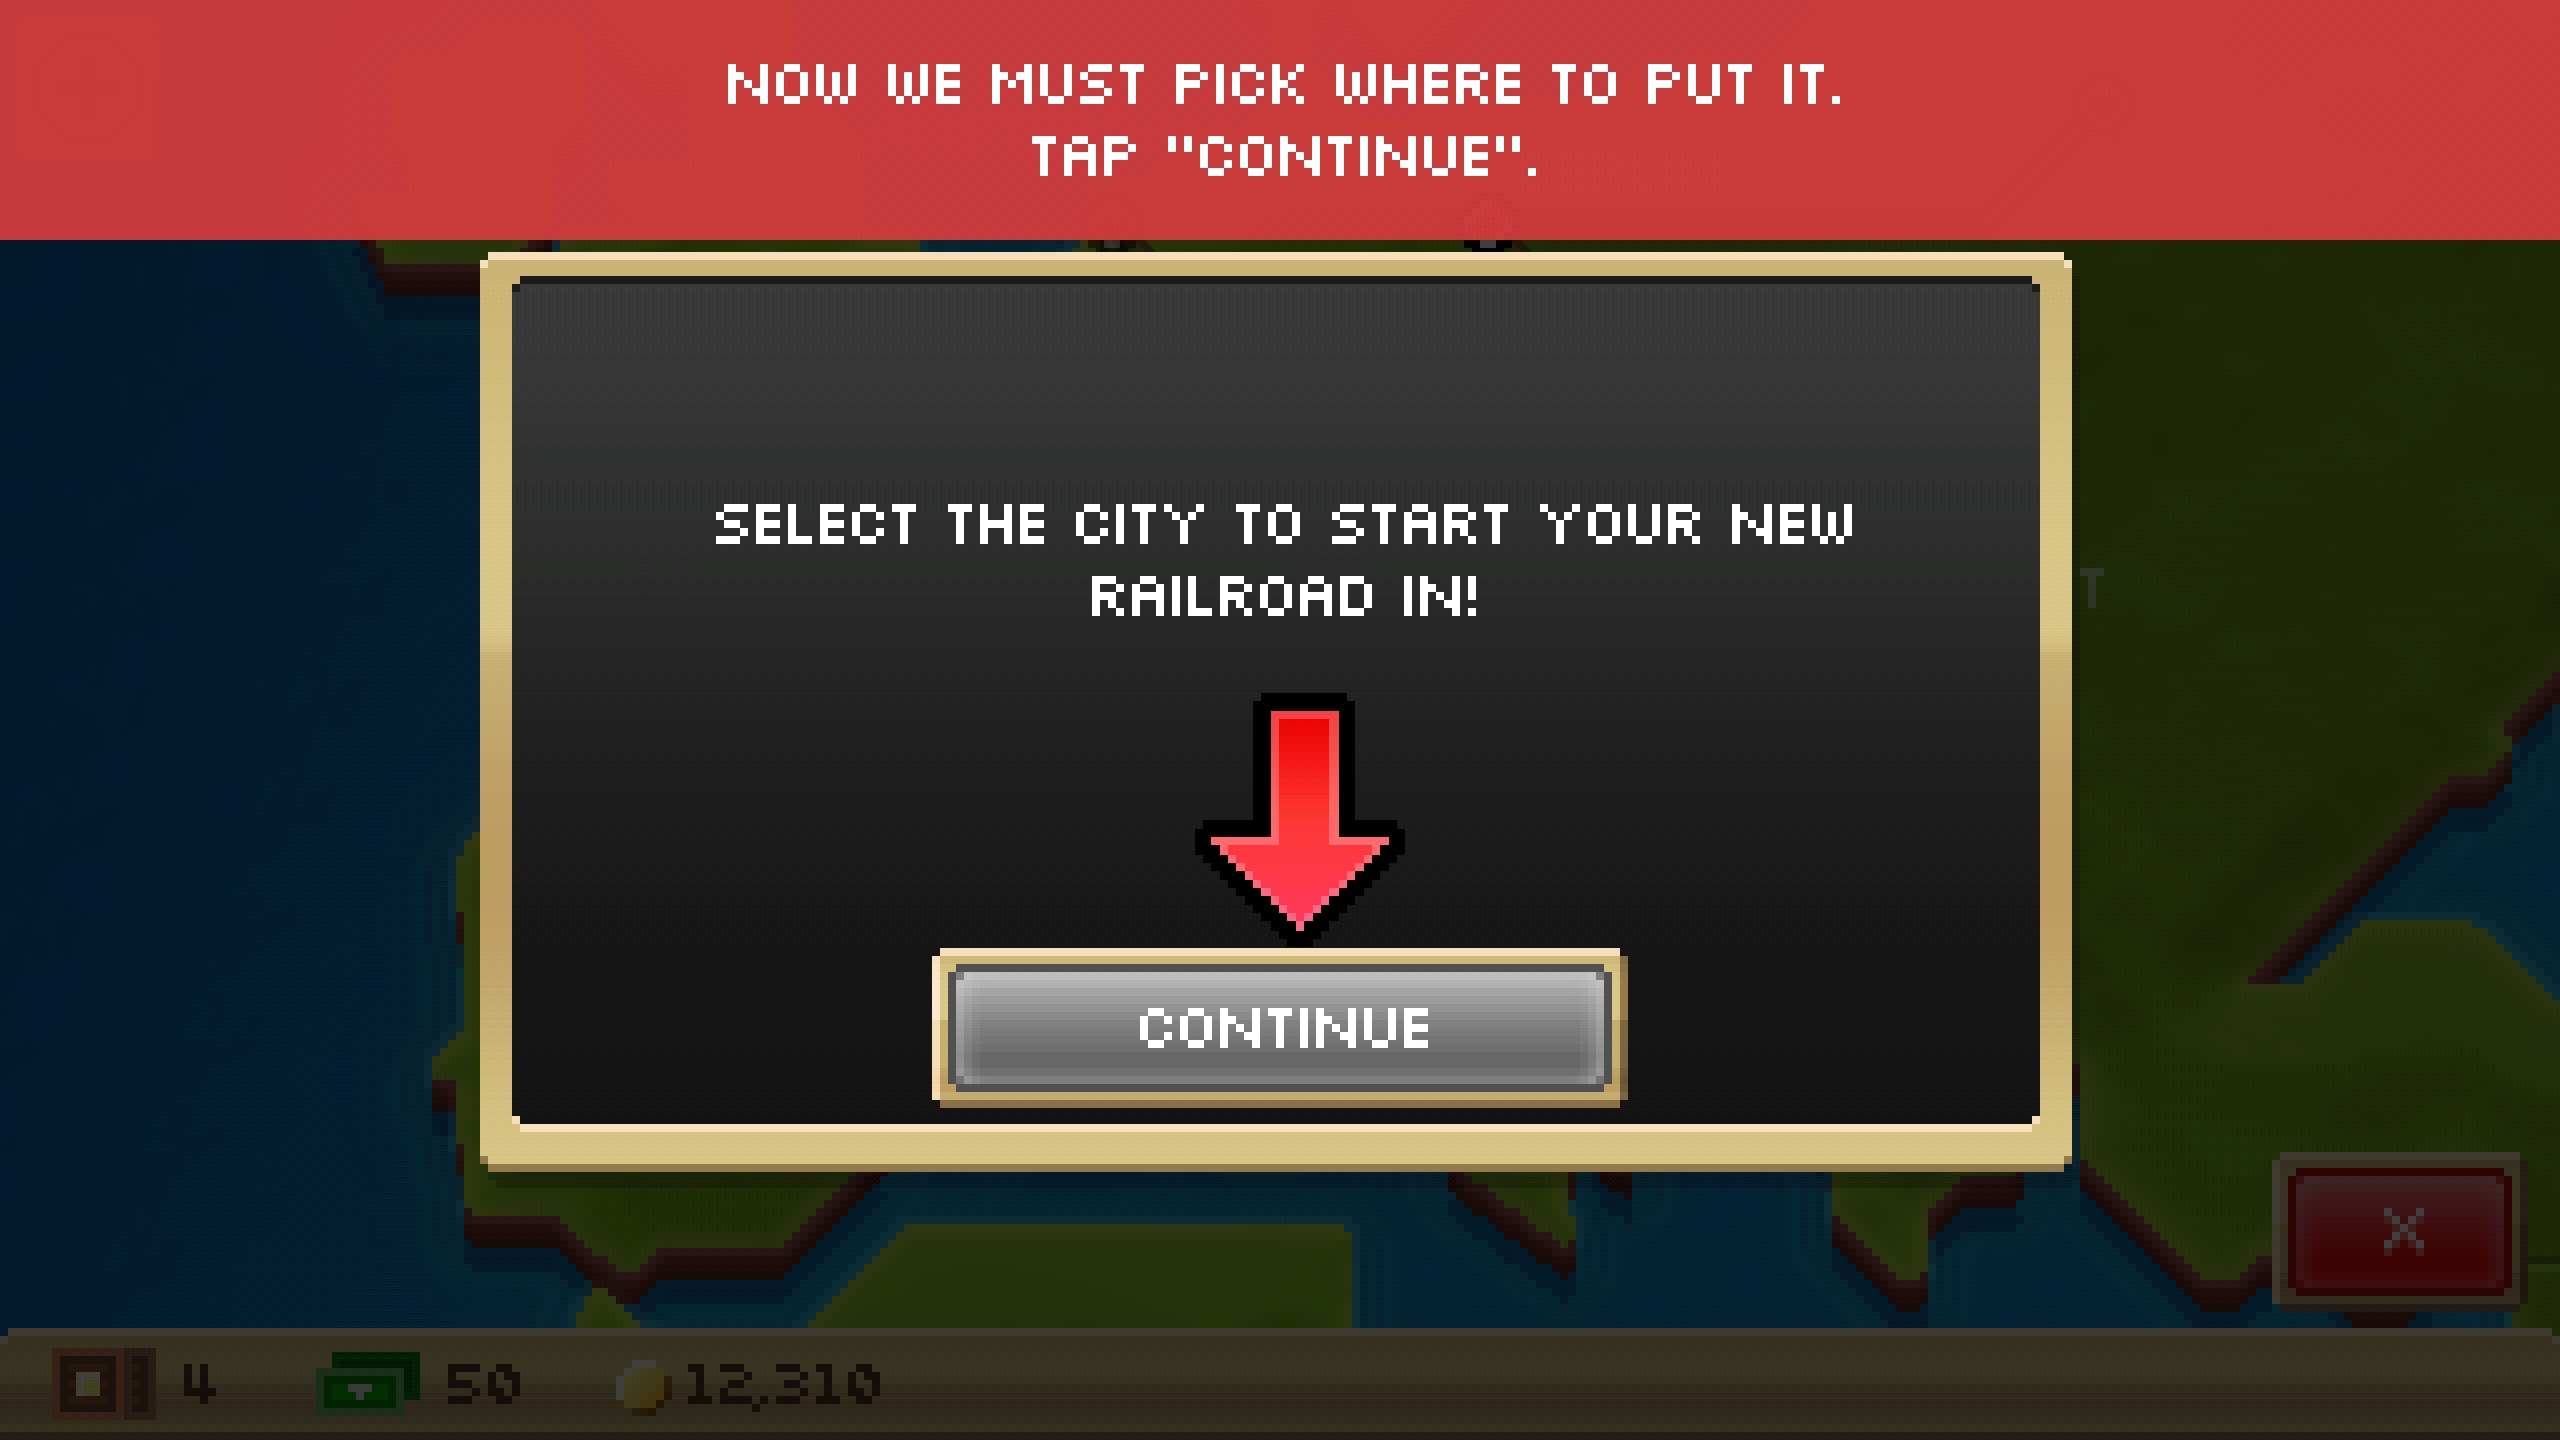 NOW WE MUST PICK WHERE TO PUT IT.
TAP "CONTINUE".
BERLIN
SELECT THE CITY TO START YOUR NEW
RAILROAD IN!
T
CONTINUE
X
4 50 12,310